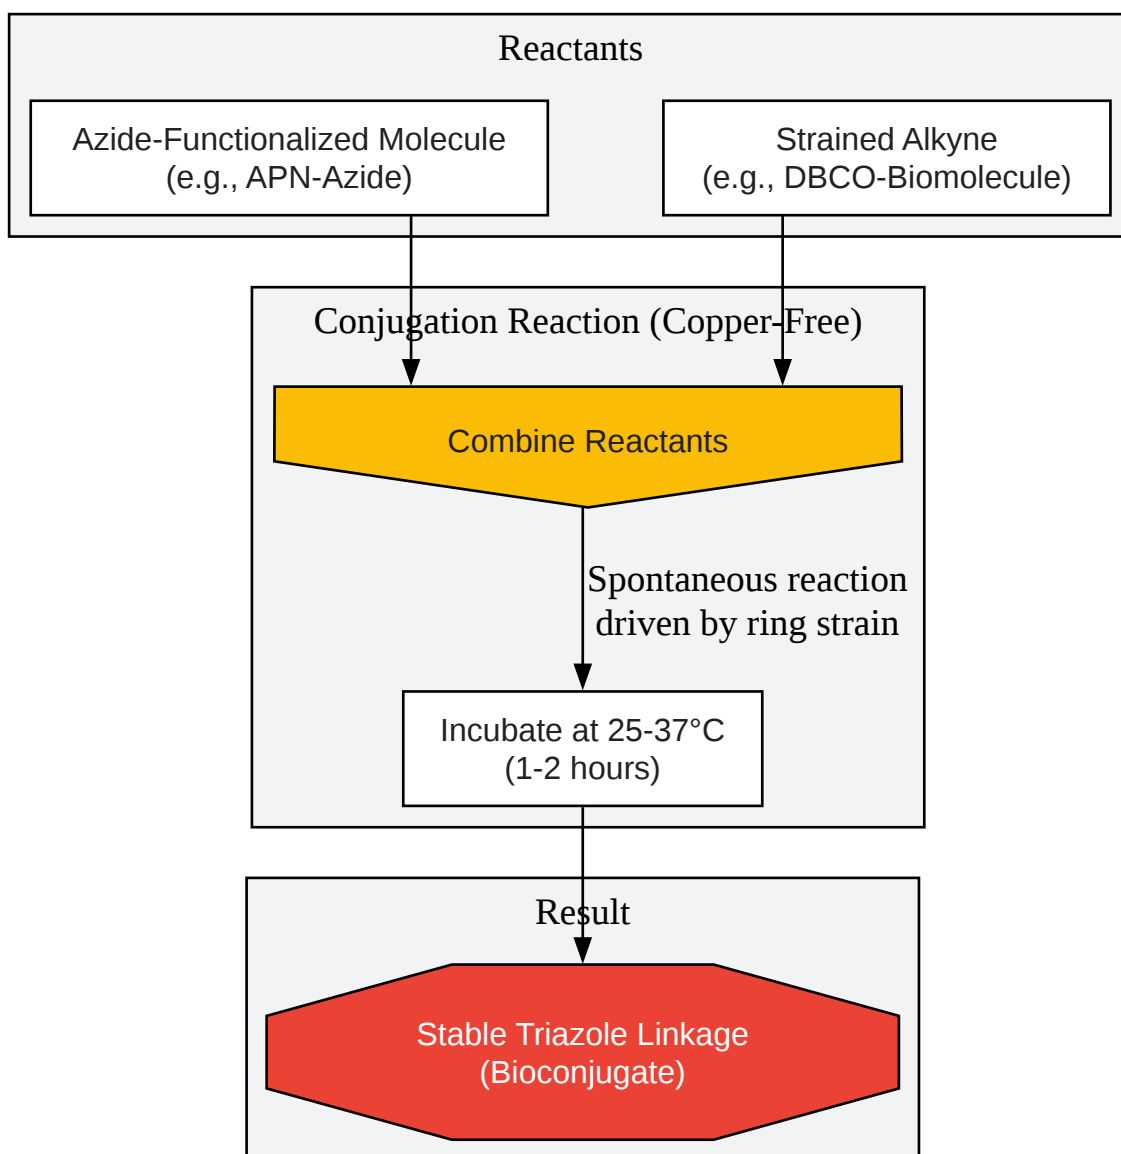 Reactants
Azide-Functionalized Molecule
(e.g., APN-Azide)
Strained Alkyne
(e.g., DBCO-Biomolecule)
Conjugation Reaction (Copper-Free)
Combine Reactants
Spontaneous reaction
driven by ring strain
Incubate at 25-37°C
(1-2 hours)
Result
Stable Triazole Linkage
(Bioconjugate)